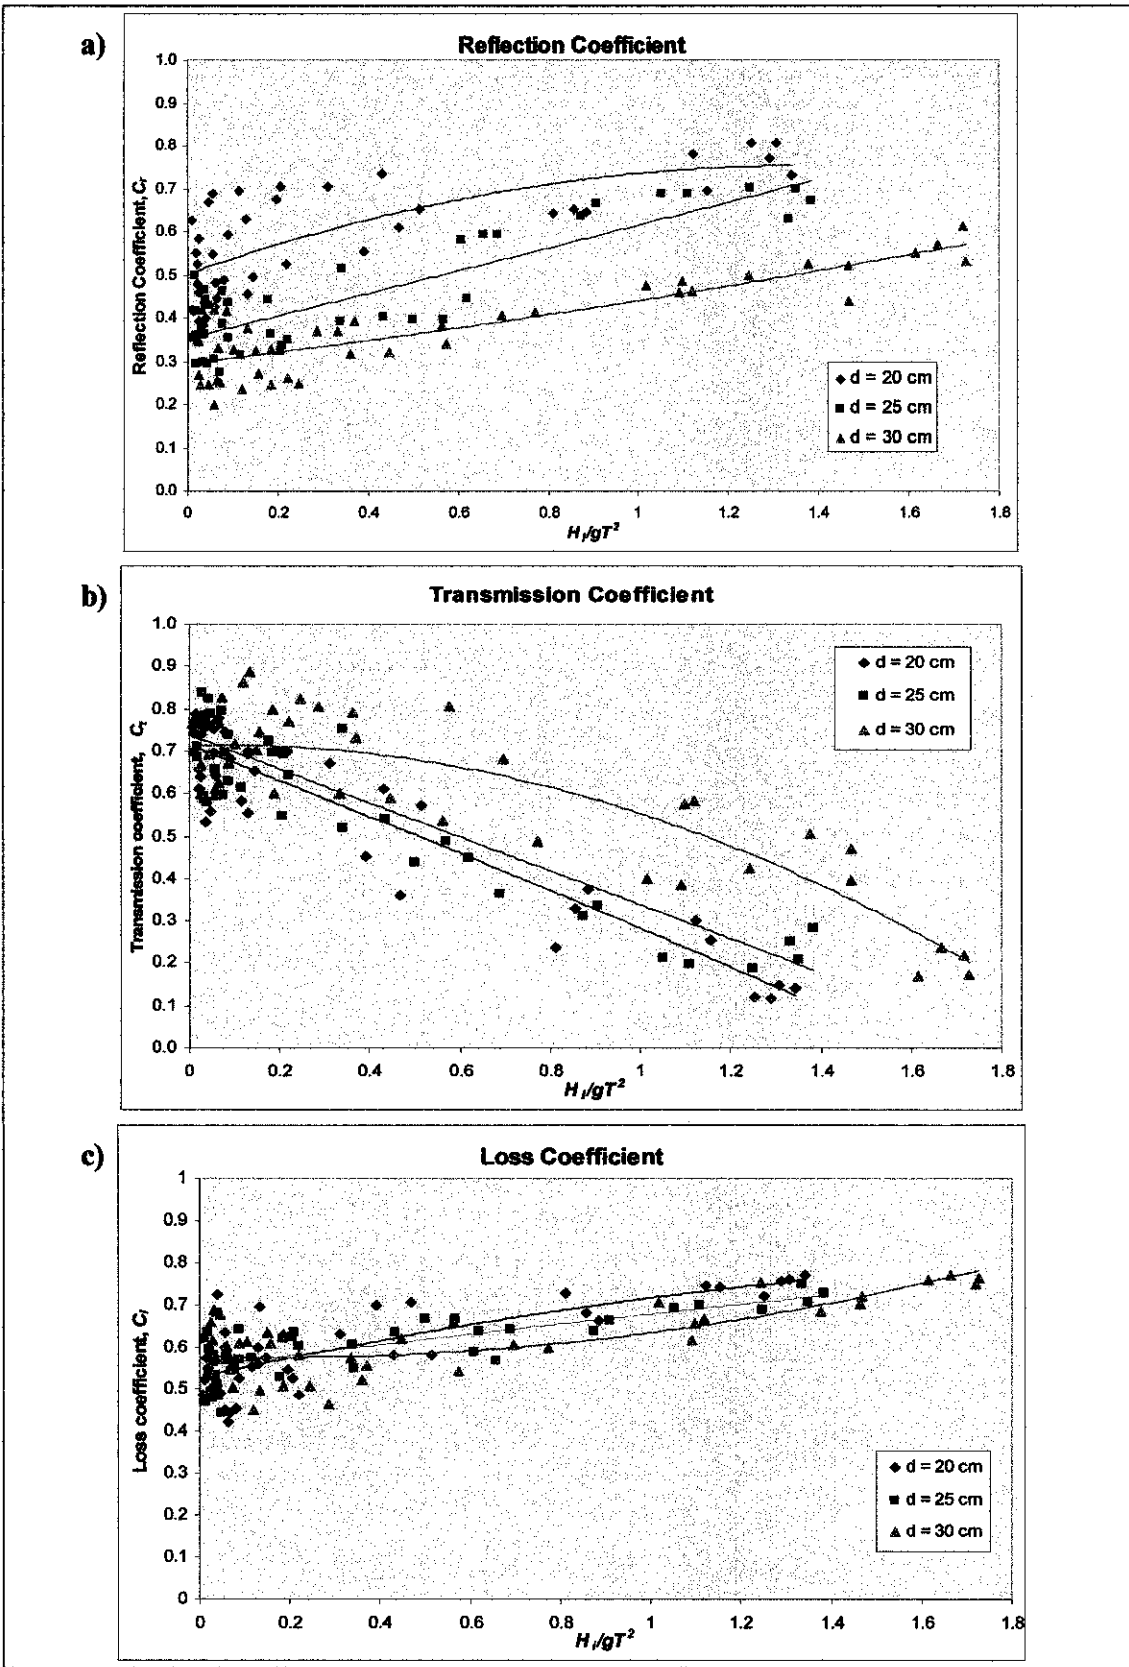 a)
Reflection Coefficient
1.0
0.9
0.8
0.7
0.6
0.5
0.4
0.3
0.2
0.1
0.0
Reflection Coefficient, Cr
d = 20 cm
d = 25 cm
d = 30 cm
0 0.2 0.4 0.6 0.8 1 1.2 1.4 1.6 1.8
H i/gT²
b)
Transmission Coefficient
1.0
0.9
0.8
0.7
0.6
0.5
0.4
0.3
0.2
0.1
0.0
Transmission coefficient, Ct
d = 20 cm
d = 25 cm
d = 30 cm
0 0.2 0.4 0.6 0.8 1 1.2 1.4 1.6 1.8
H i/gT²
c)
Loss Coefficient
1
0.9
0.8
0.7
0.6
0.5
0.4
0.3
0.2
0.1
0
Loss coefficient, Cl
d = 20 cm
d = 25 cm
d = 30 cm
0 0.2 0.4 0.6 0.8 1 1.2 1.4 1.6 1.8
H i/gT²